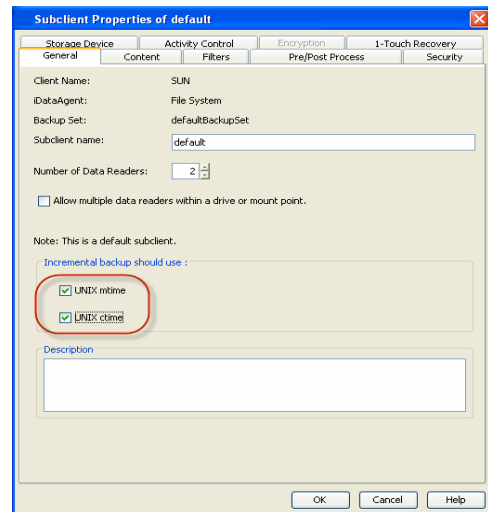 Subclient Properties of default
Storage Device Activity Control Encryption 1-Touch Recovery
General Content Filters Pre/Post Process Security
Client Name: SUN
iDataAgent: File System
Backup Set: defaultBackupSet
Subclient name: default
Number of Data Readers: 2
Allow multiple data readers within a drive or mount point.
Note: This is a default subclient.
Incremental backup should use :
UNIX mtime
UNIX ctime
Description
OK Cancel Help